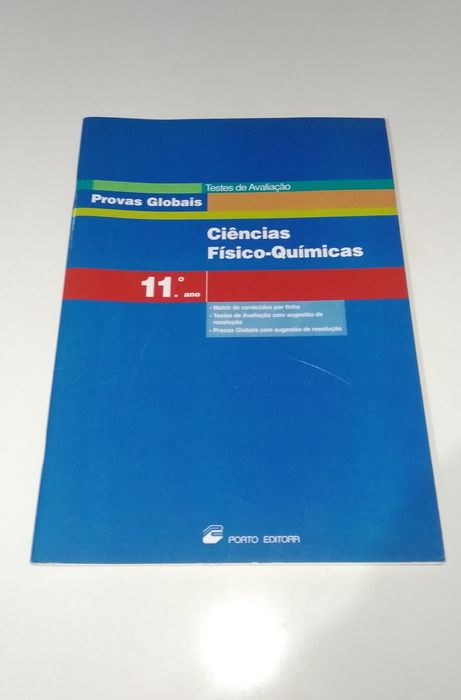 Testes de Avaliação
Provas Globais
Ciências
Físico-Químicas
11.º ano
- Matriz de conteúdos por ficha
- Testes de Avaliação com sugestão de
resolução
- Provas Globais com sugestão de resolução
PORTO EDITORA